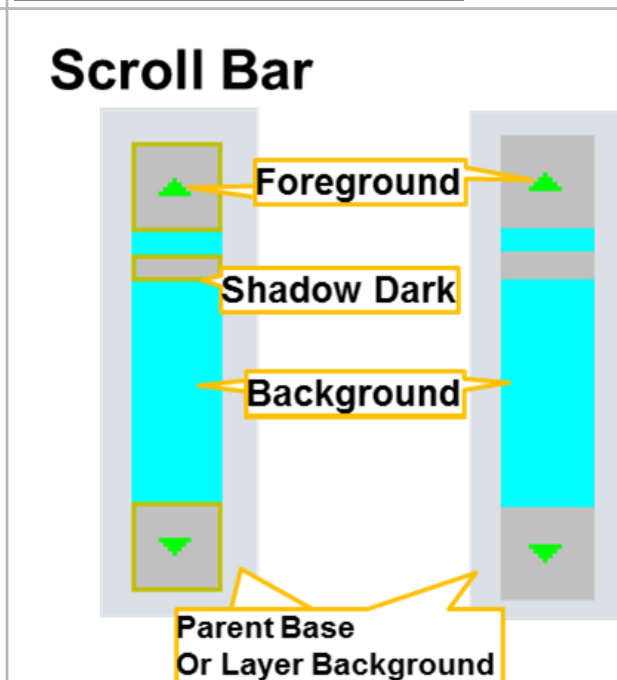 Scroll Bar
Foreground
Shadow Dark
Background
Parent Base
Or Layer Background